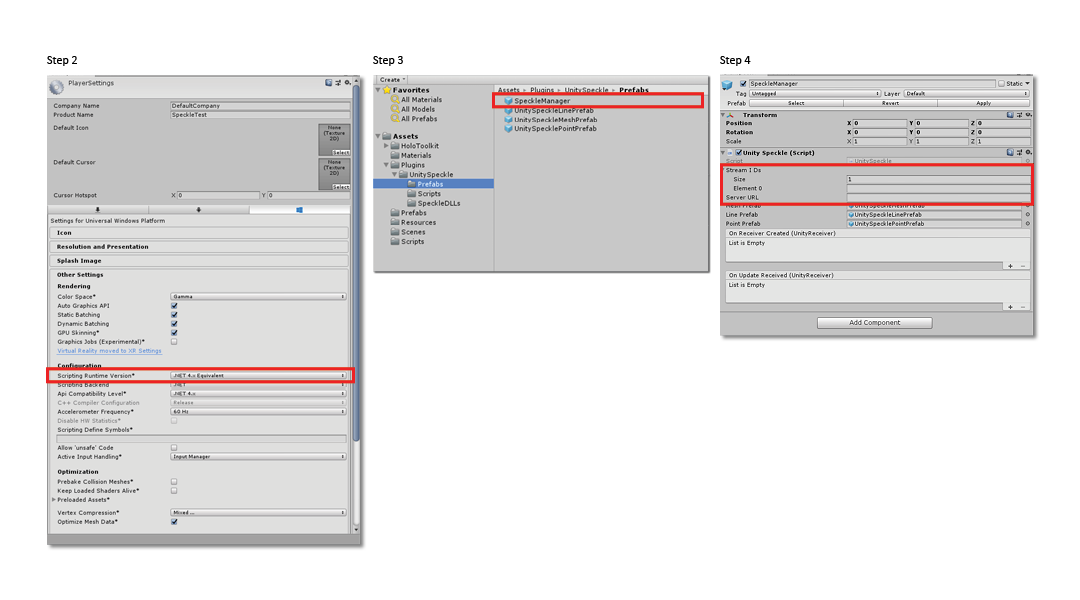 Step 2
PlayerSettings
Company Name DefaultCompany
Product Name SpeckleTest
Default Icon
None
(Texture
2D)
Select
Default Cursor
None
(Texture
2D)
Select
Cursor Hotspot X 0 Y 0
Settings for Universal Windows Platform
Icon
Resolution and Presentation
Splash Image
Other Settings
Rendering
Color Space* Gamma
Auto Graphics API
Static Batching
Dynamic Batching
GPU Skinning*
Graphics Jobs (Experimental)*
Virtual Reality moved to XR Settings
Configuration
Scripting Runtime Version* .NET 4.x Equivalent
Scripting Backend .NET
Api Compatibility Level* .NET 4.x
C++ Compiler Configuration Release
Accelerometer Frequency* 60 Hz
Disable HW Statistics*
Scripting Define Symbols*
Allow 'unsafe' Code
Active Input Handling* Input Manager
Optimization
Prebake Collision Meshes*
Keep Loaded Shaders Alive*
Preloaded Assets*
Vertex Compression* Mixed ...
Optimize Mesh Data*
Step 3
Create
Favorites
All Materials
All Models
All Prefabs
Assets
HoloToolkit
Materials
Plugins
UnitySpeckle
Prefabs
Scripts
SpeckleDLLs
Prefabs
Resources
Scenes
Scripts
Assets Plugins UnitySpeckle Prefabs
SpeckleManager
UnitySpeckleLinePrefab
UnitySpeckleMeshPrefab
UnitySpecklePointPrefab
Step 4
SpeckleManager Static
Tag Untagged Layer Default
Prefab Select Revert Apply
Transform
Position X 0 Y 0 Z 0
Rotation X 0 Y 0 Z 0
Scale X 1 Y 1 Z 1
Unity Speckle (Script)
Script UnitySpeckle
Stream I Ds
Size 1
Element 0
Server URL
Mesh Prefab UnitySpeckleMeshPrefab
Line Prefab UnitySpeckleLinePrefab
Point Prefab UnitySpecklePointPrefab
On Receiver Created (UnityReceiver)
List is Empty
+ −
On Update Received (UnityReceiver)
List is Empty
+ −
Add Component